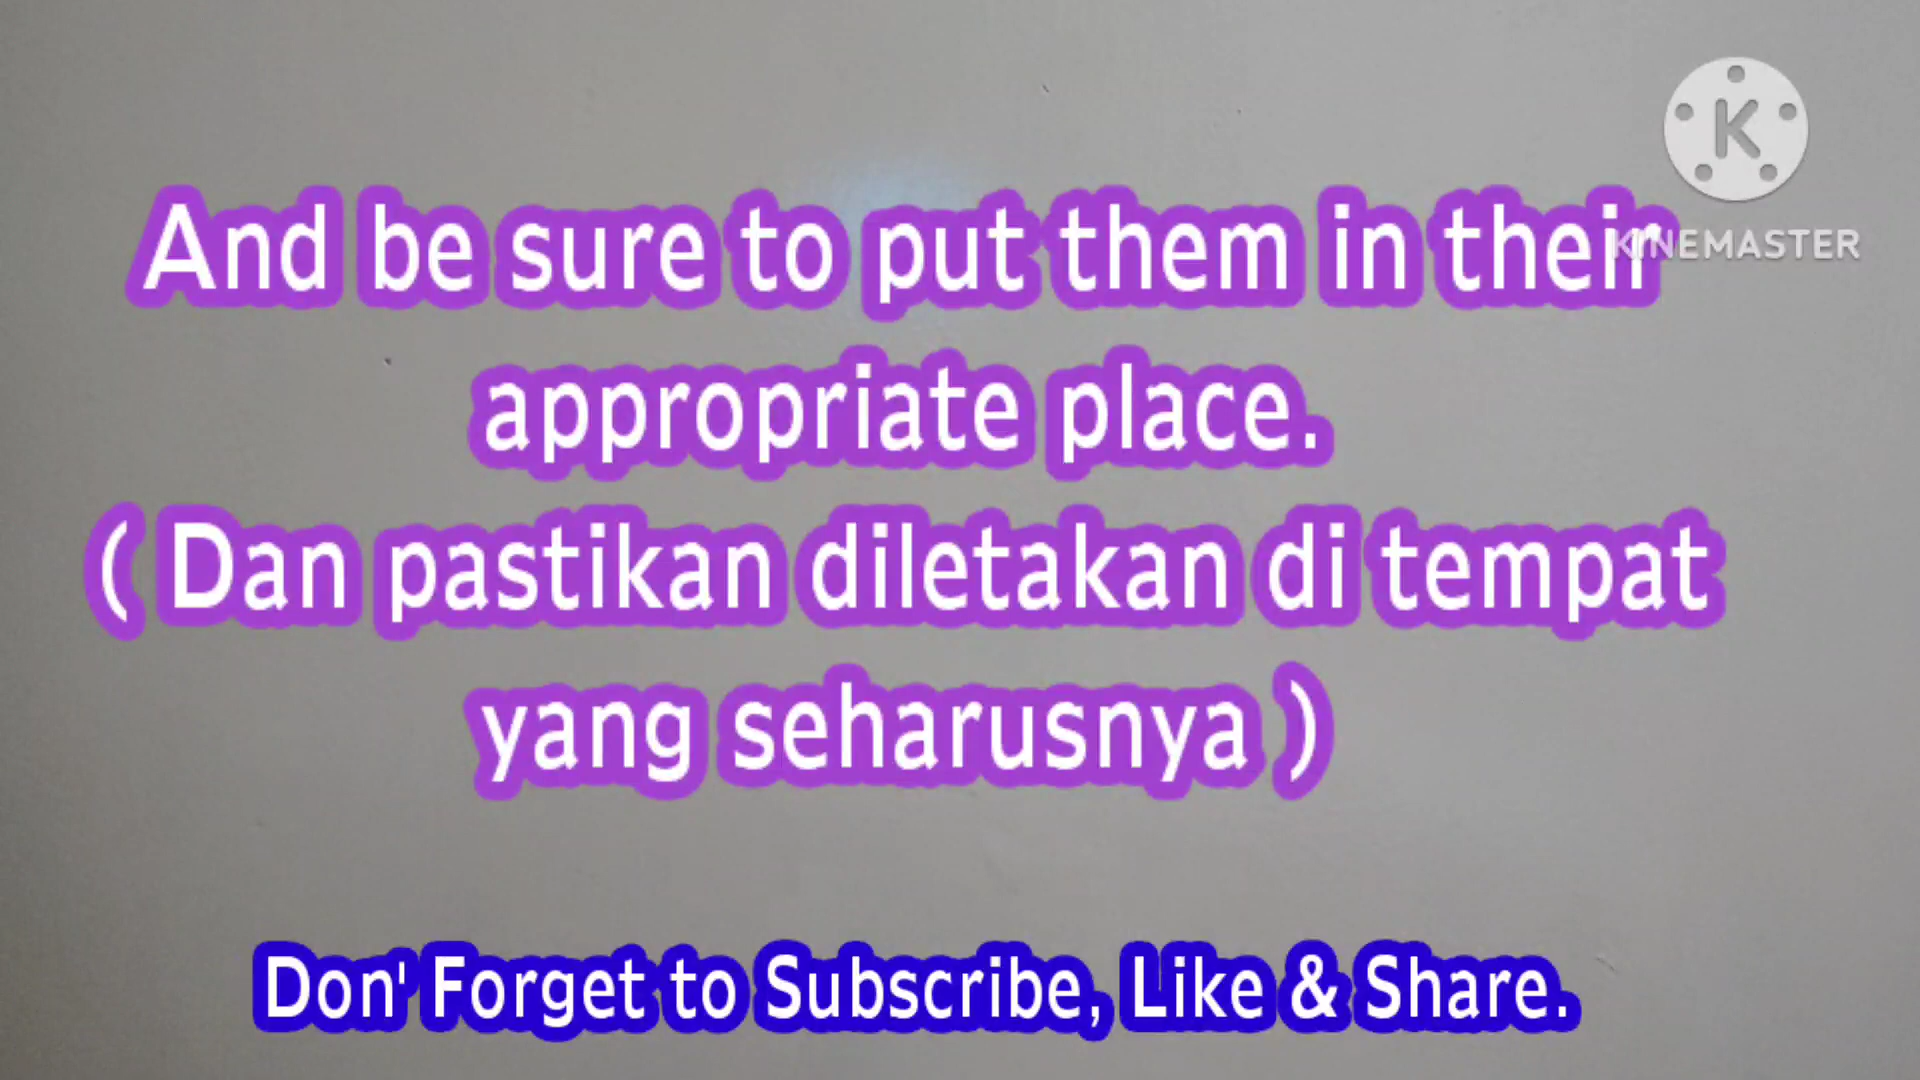 K
KINEMASTER
And be sure to put them in their
appropriate place.
( Dan pastikan diletakan di tempat
yang seharusnya )
Don' Forget to Subscribe, Like & Share.